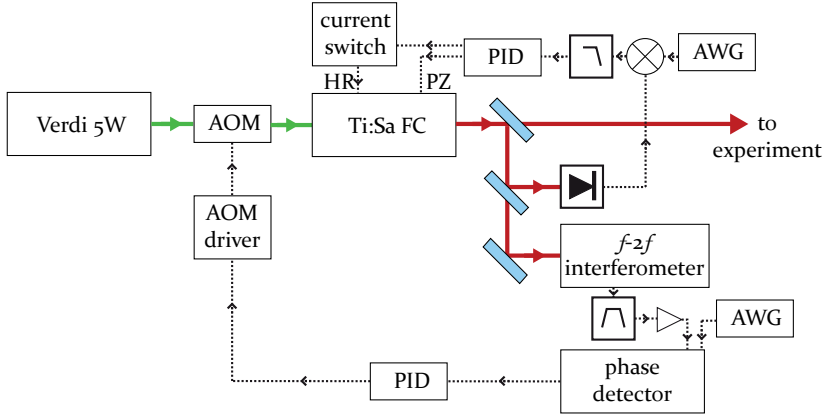 current
switch
PID
AWG
HR
PZ
Verdi 5W
AOM
Ti:Sa FC
to
experiment
AOM
driver
f-2f
interferometer
AWG
phase
detector
PID